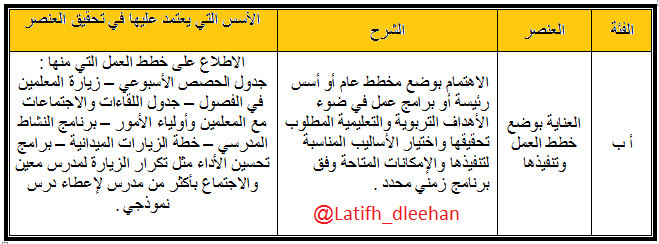 الفئة
العنصر
الشرح
الأسس التي يعتمد عليها في تحقيق العنصر
أ ب
العناية بوضع
خطط العمل
وتنفيذها
الاهتمام بوضع مخطط عام أو أسس
رئيسة أو برامج عمل في ضوء
الأهداف التربوية والتعليمية المطلوب
تحقيقها واختيار الأساليب المناسبة
لتنفيذها والإمكانات المتاحة وفق
برنامج زمني محدد .
@Latifh_dleehan
الاطلاع على خطط العمل التي منها :
جدول الحصص الأسبوعي – زيارة المعلمين
في الفصول – جدول اللقاءات والاجتماعات
مع المعلمين وأولياء الأمور – برنامج النشاط
المدرسي – خطة الزيارات الميدانية – برامج
تحسين الأداء مثل تكرار الزيارة لمدرس معين
والاجتماع بأكثر من مدرس لإعطاء درس
نموذجي .